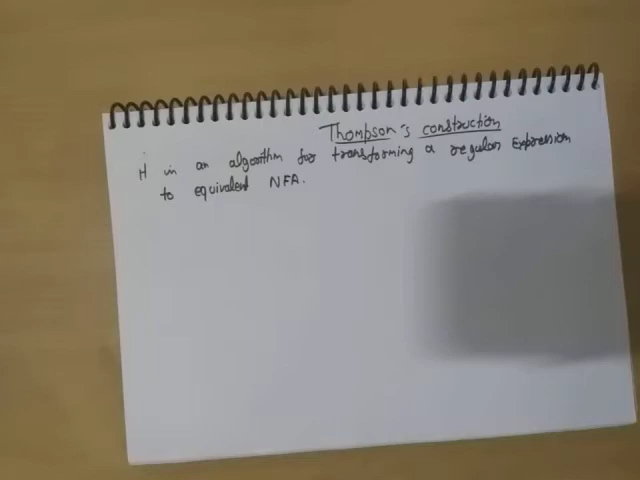 Thompson's construction
It is an algorithm for transforming a regular Expression
to equivalent NFA.